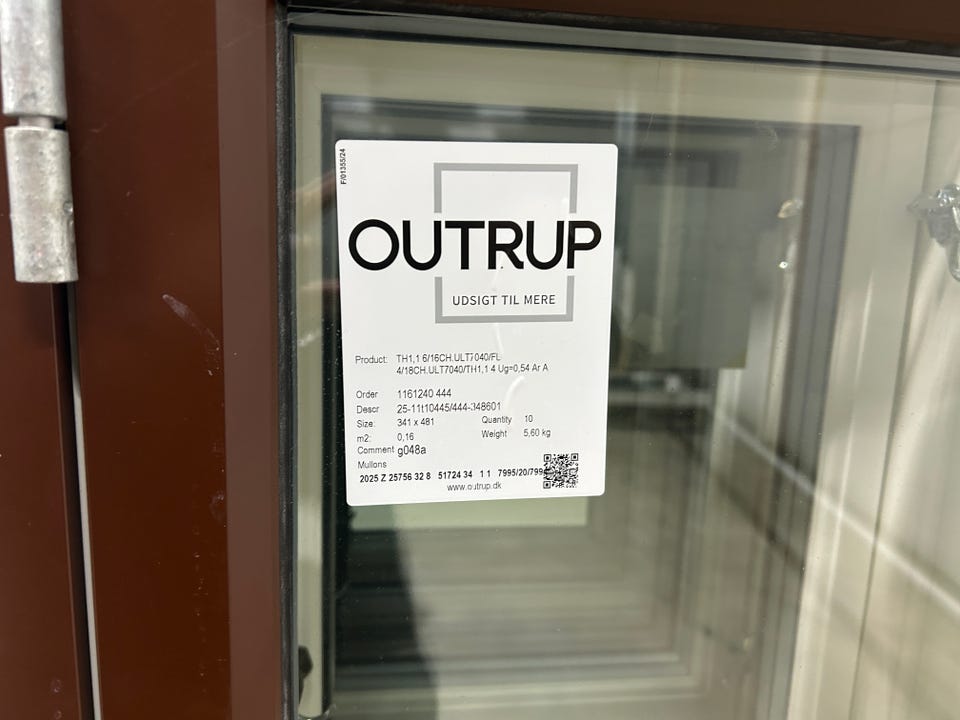 F/01355/24
OUTRUP
UDSIGT TIL MERE
Product: TH1,1 6/16CH.ULT7040/FL
4/18CH.ULT7040/TH1,1 4 Ug=0,54 Ar A
Order 1161240 444
Descr 25-11t10445/444-348601
Size: 341 x 481 Quantity 10
m2: 0,16 Weight 5,60 kg
Comment g048a
Mullons
2025 Z 25756 32 8 51724 34 1 1 7995/20/799
www.outrup.dk